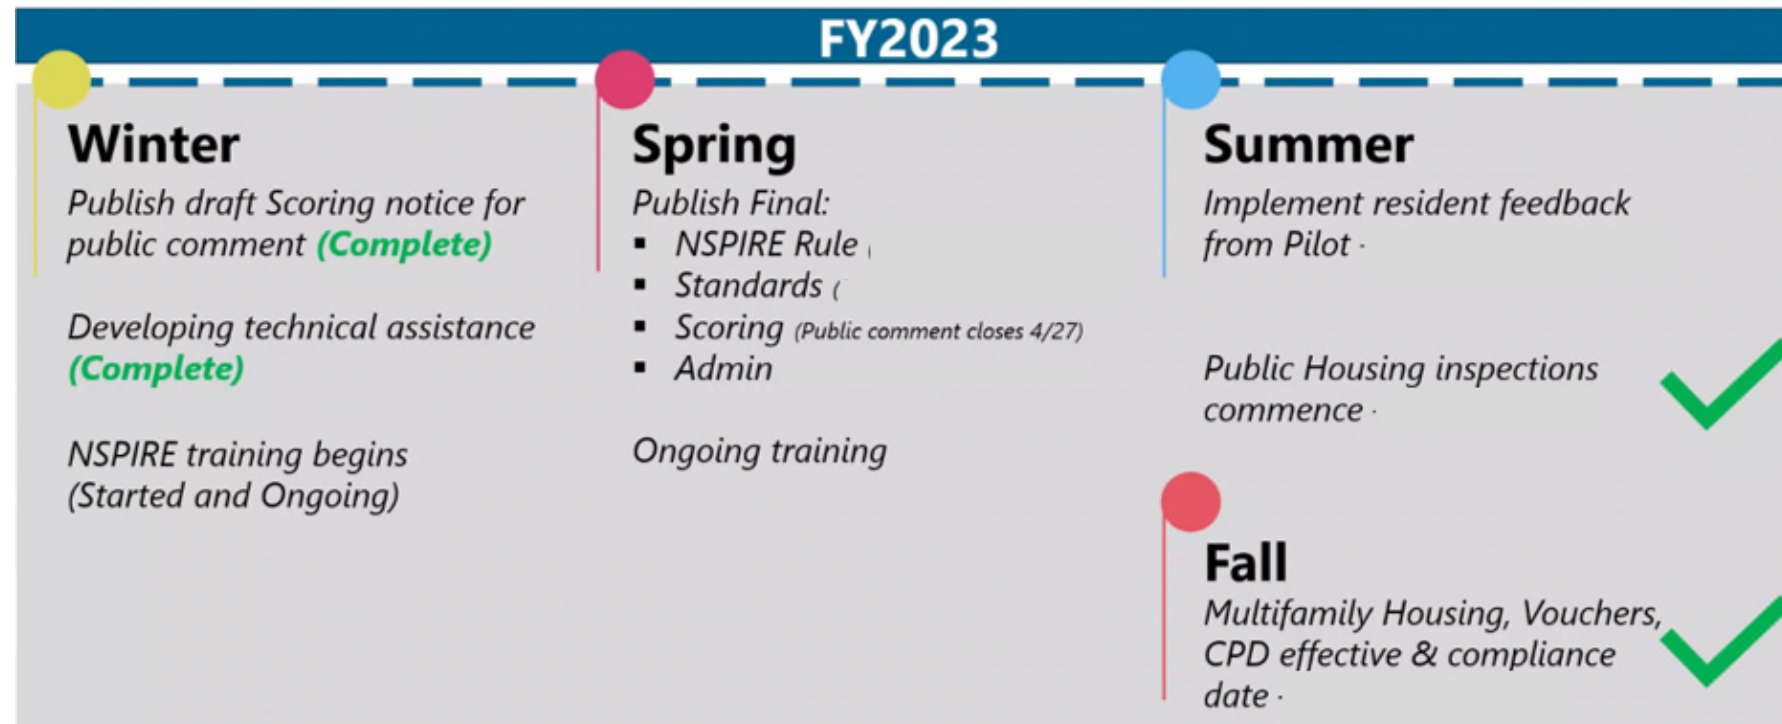 FY2023
Winter
Publish draft Scoring notice for
public comment (Complete)
Developing technical assistance
(Complete)
NSPIRE training begins
(Started and Ongoing)
Spring
Publish Final:
▪ NSPIRE Rule (
▪ Standards (
▪ Scoring (Public comment closes 4/27)
▪ Admin
Ongoing training
Summer
Implement resident feedback
from Pilot
Public Housing inspections
commence
Fall
Multifamily Housing, Vouchers,
CPD effective & compliance
date